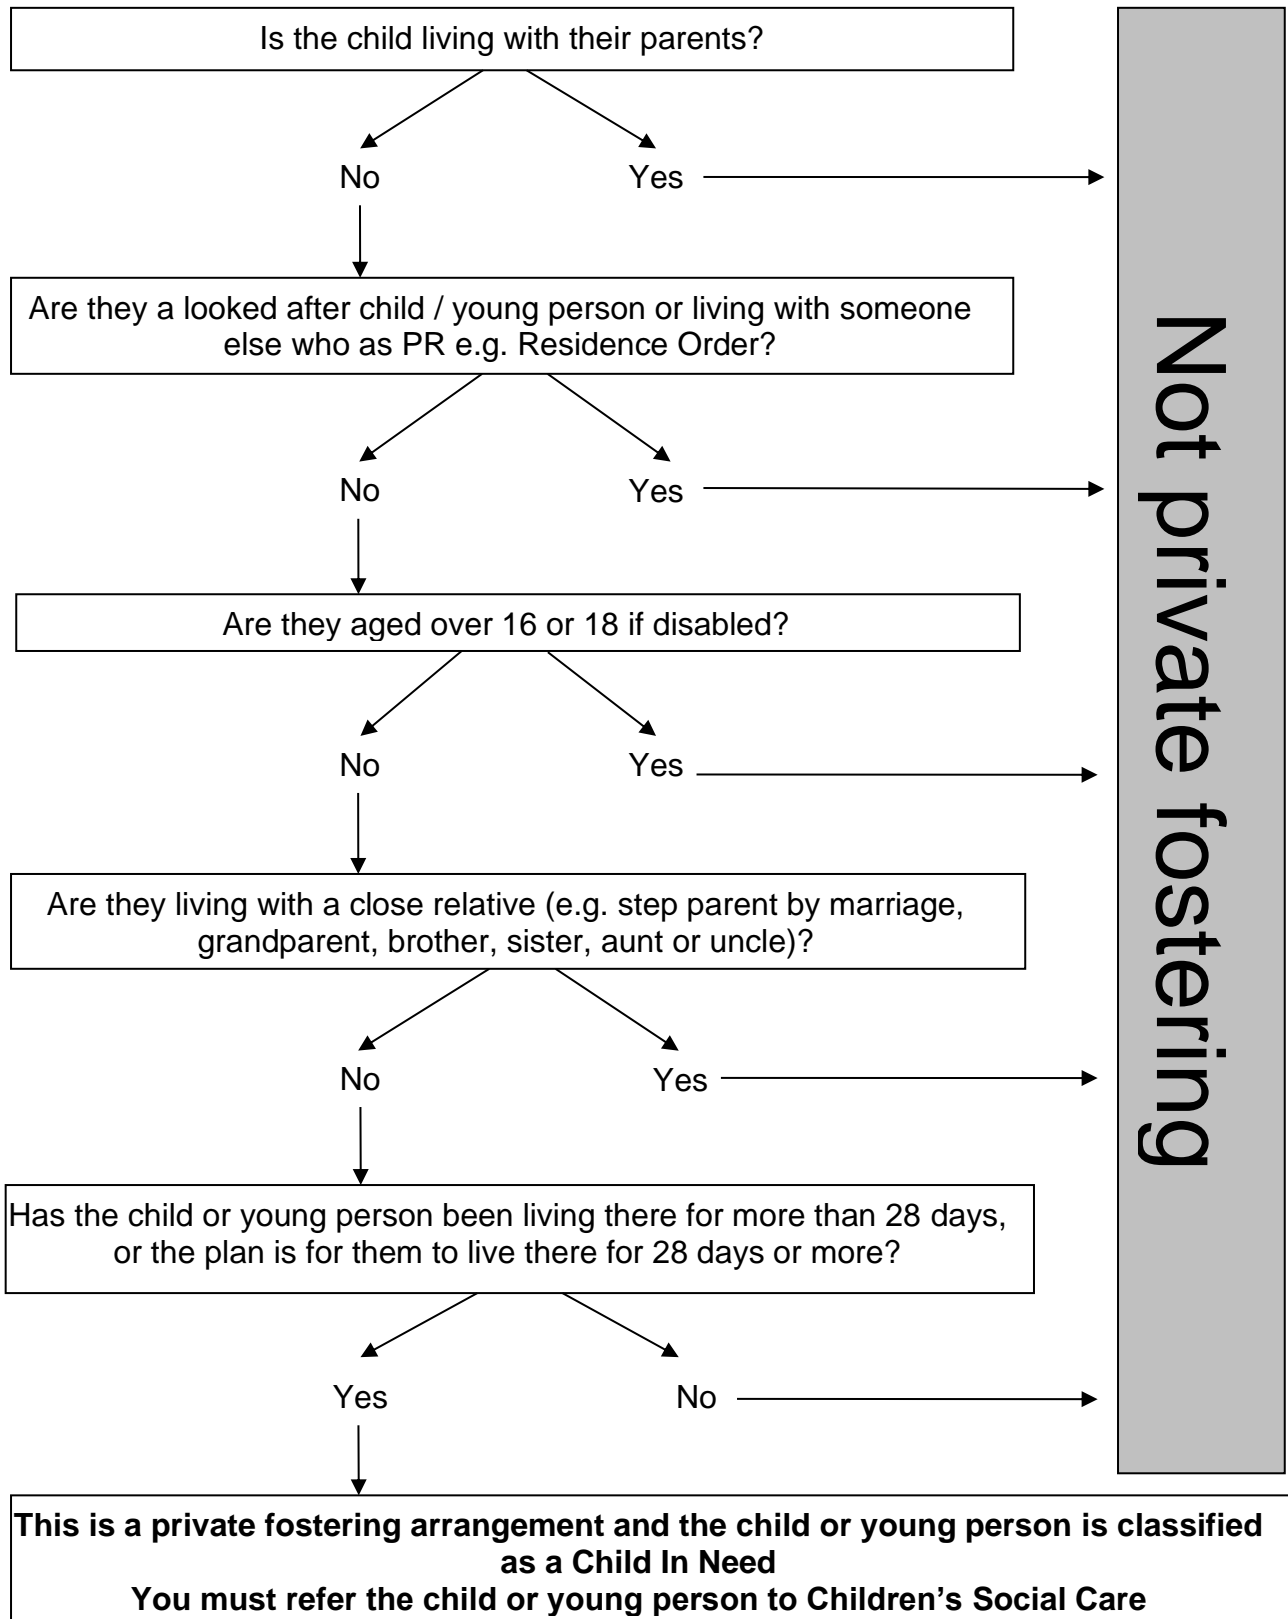 Is the child living with their parents?
No
Yes
Are they a looked after child / young person or living with someone
else who as PR e.g. Residence Order?
No
Yes
Are they aged over 16 or 18 if disabled?
No
Yes
Are they living with a close relative (e.g. step parent by marriage,
grandparent, brother, sister, aunt or uncle)?
No
Yes
Has the child or young person been living there for more than 28 days,
or the plan is for them to live there for 28 days or more?
Yes
No
This is a private fostering arrangement and the child or young person is classified
as a Child In Need
You must refer the child or young person to Children's Social Care
Not private fostering